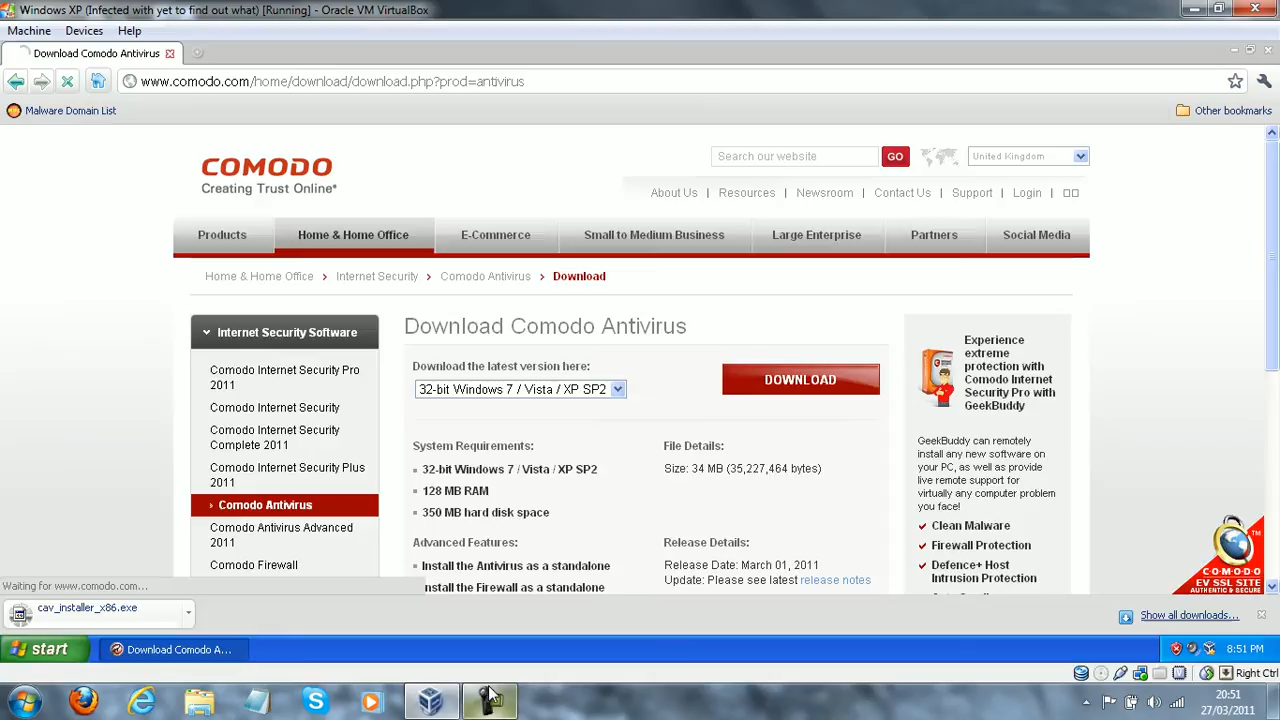 Windows XP (Infected with yet to find out what) [Running] - Oracle VM VirtualBox
Machine Devices Help
Download Comodo Antivirus
www.comodo.com/home/download/download.php?prod=antivirus
Malware Domain List
Other bookmarks
COMODO
Creating Trust Online*
Search our website
GO
United Kingdom
About Us | Resources | Newsroom | Contact Us | Support | Login |
Products
Home & Home Office
E-Commerce
Small to Medium Business
Large Enterprise
Partners
Social Media
Home & Home Office > Internet Security > Comodo Antivirus > Download
Internet Security Software
Comodo Internet Security Pro
2011
Comodo Internet Security
Comodo Internet Security
Complete 2011
Comodo Internet Security Plus
2011
Comodo Antivirus
Comodo Antivirus Advanced
2011
Comodo Firewall
Download Comodo Antivirus
Download the latest version here:
32-bit Windows 7 / Vista / XP SP2
DOWNLOAD
System Requirements:
32-bit Windows 7 / Vista / XP SP2
128 MB RAM
350 MB hard disk space
File Details:
Size: 34 MB (35,227,464 bytes)
Advanced Features:
Install the Antivirus as a standalone
Install the Firewall as a standalone
Release Details:
Release Date: March 01, 2011
Update: Please see latest release notes
Experience
extreme
protection with
Comodo Internet
Security Pro with
GeekBuddy
GeekBuddy can remotely
install any new software on
your PC, as well as provide
live remote support for
virtually any computer problem
you face!
Clean Malware
Firewall Protection
Defence+ Host
Intrusion Protection
C·O·M·O·D·O
EV SSL SITE
AUTHENTIC & SECURE
TM
Waiting for www.comodo.com...
cav_installer_x86.exe
Show all downloads...
start
Download Comodo A...
8:51 PM
Right Ctrl
20:51
27/03/2011